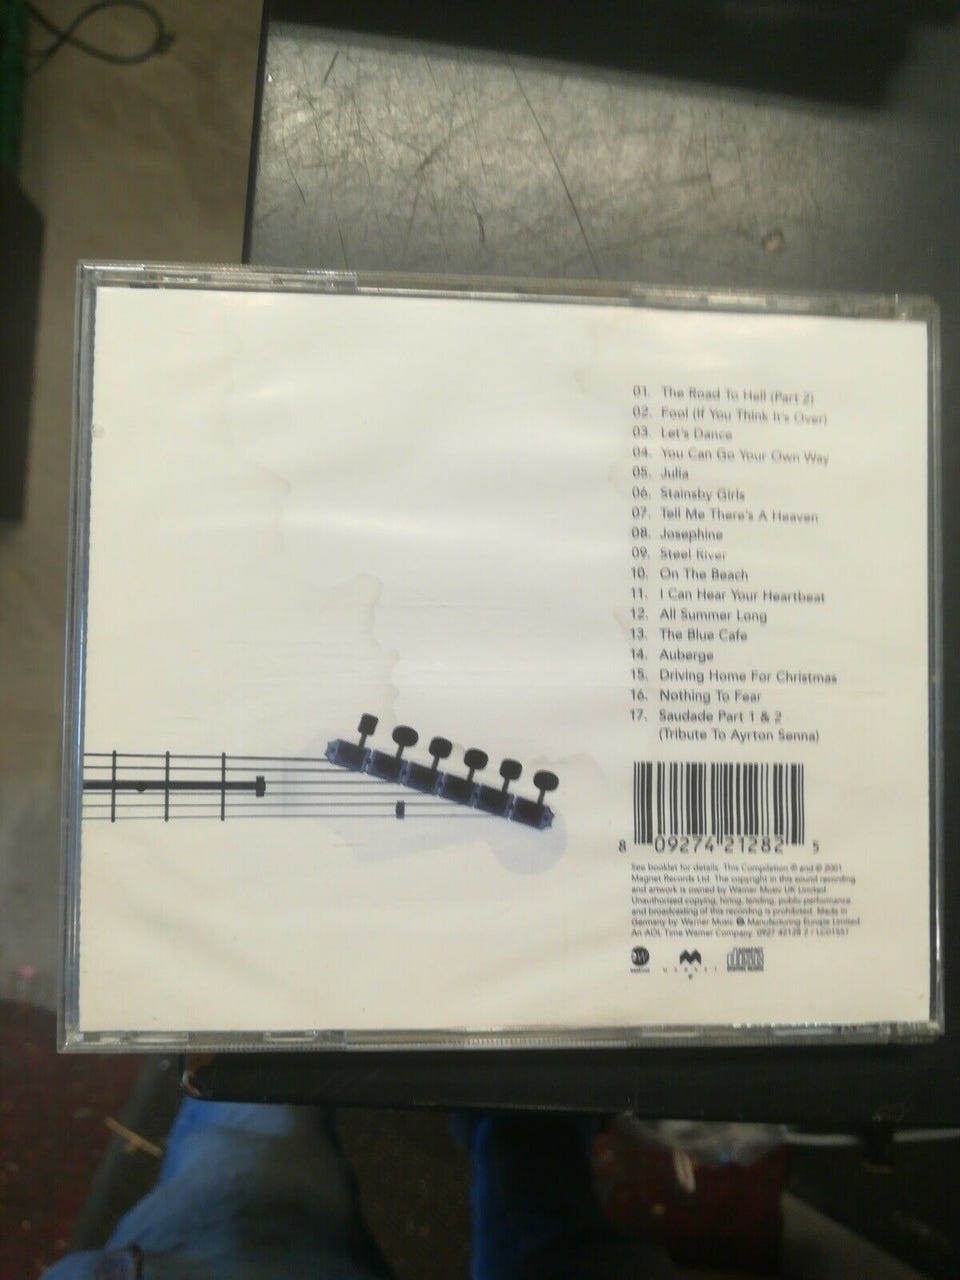 01. The Road To Hell (Part 2)
02. Fool (If You Think It's Over)
03. Let's Dance
04. You Can Go Your Own Way
05. Julia
06. Stainsby Girls
07. Tell Me There's A Heaven
08. Josephine
09. Steel River
10. On The Beach
11. I Can Hear Your Heartbeat
12. All Summer Long
13. The Blue Cafe
14. Auberge
15. Driving Home For Christmas
16. Nothing To Fear
17. Saudade Part 1 & 2
(Tribute To Ayrton Senna)
8 09274 21282 5
See booklet for details. This Compilation ℗ and © 2001
Magnet Records Ltd. The copyright in this sound recording
and artwork is owned by Warner Music UK Limited.
Unauthorised copying, hiring, lending, public performance
and broadcasting of this recording is prohibited. Made in
Germany by Warner Music Manufacturing Europe Limited.
An AOL Time Warner Company. 0927 42128 2 / LC01557
MAGNET